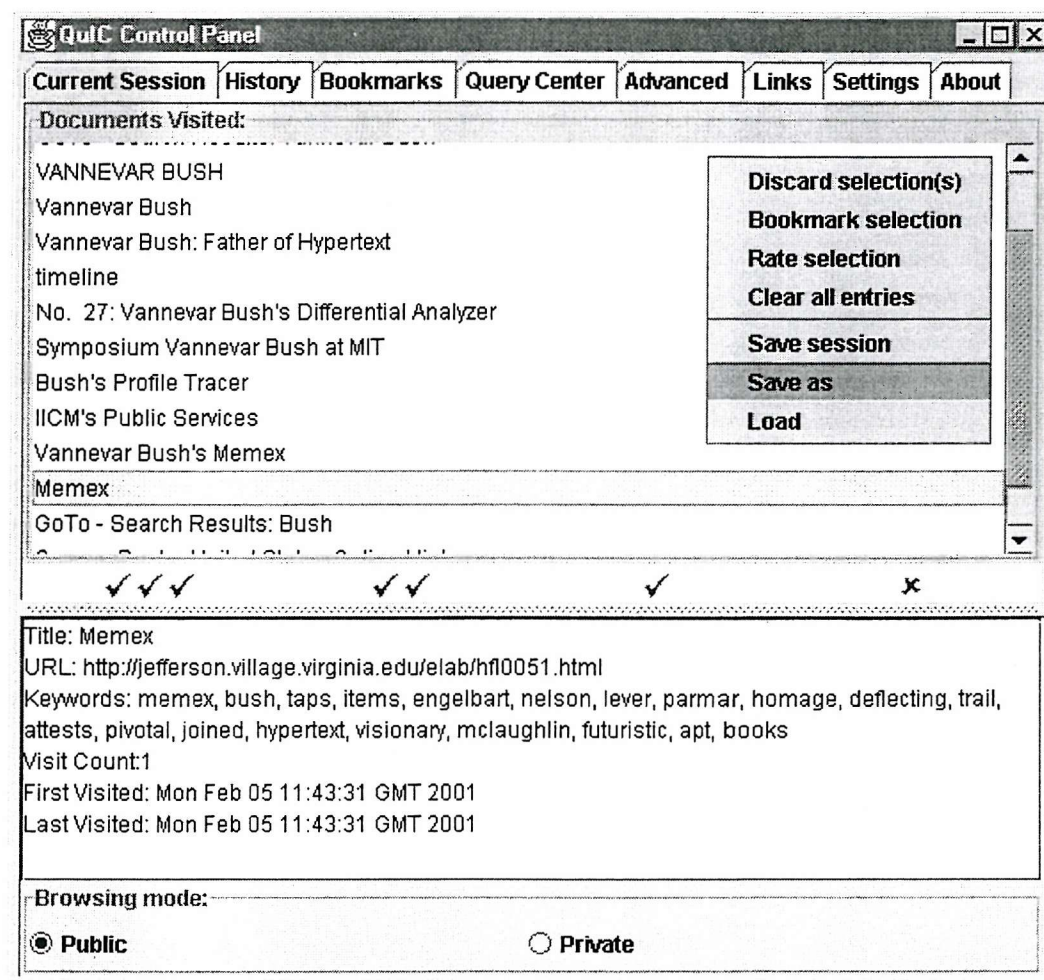 QuIC Control Panel
Current Session History Bookmarks Query Center Advanced Links Settings About
Documents Visited:
VANNEVAR BUSH
Vannevar Bush
Vannevar Bush: Father of Hypertext
timeline
No. 27: Vannevar Bush's Differential Analyzer
Symposium Vannevar Bush at MIT
Bush's Profile Tracer
IICM's Public Services
Vannevar Bush's Memex
Memex
GoTo - Search Results: Bush
Discard selection(s)
Bookmark selection
Rate selection
Clear all entries
Save session
Save as
Load
Title: Memex
URL: http://jefferson.village.virginia.edu/elab/hfl0051.html
Keywords: memex, bush, taps, items, engelbart, nelson, lever, parmar, homage, deflecting, trail,
attests, pivotal, joined, hypertext, visionary, mclaughlin, futuristic, apt, books
Visit Count:1
First Visited: Mon Feb 05 11:43:31 GMT 2001
Last Visited: Mon Feb 05 11:43:31 GMT 2001
Browsing mode:
Public Private